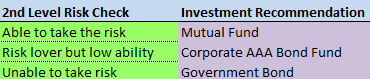 2nd Level Risk Check Investment Recommendation
Able to take the risk Mutual Fund
Risk lover but low ability Corporate AAA Bond Fund
Unable to take risk Government Bond